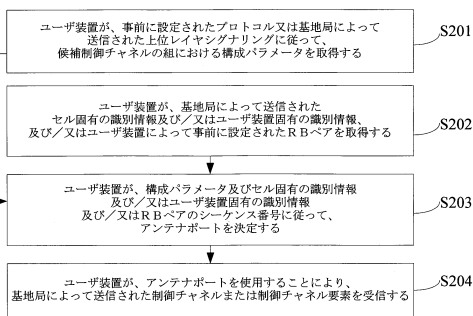 ユーザ装置が、事前に設定されたプロトコル又は基地局によって
送信された上位レイヤシグナリングに従って、
候補制御チャネルの組における構成パラメータを取得する
S201
ユーザ装置が、基地局によって送信された
セル固有の識別情報及び/又はユーザ装置固有の識別情報、
及び/又はユーザ装置によって事前に設定されたRBペアを取得する
S202
ユーザ装置が、構成パラメータ及びセル固有の識別情報
及び/又はユーザ装置固有の識別情報
及び/又はRBペアのシーケンス番号に従って、
アンテナポートを決定する
S203
ユーザ装置が、アンテナポートを使用することにより、
基地局によって送信された制御チャネルまたは制御チャネル要素を受信する
S204